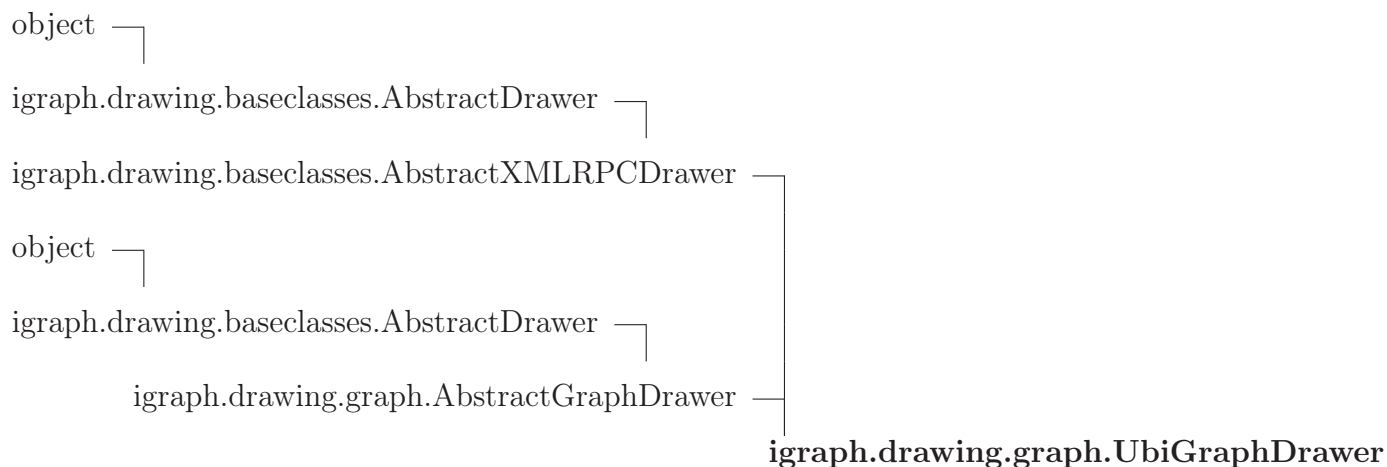 object
igraph.drawing.baseclasses.AbstractDrawer
igraph.drawing.baseclasses.AbstractXMLRPCDrawer
object
igraph.drawing.baseclasses.AbstractDrawer
igraph.drawing.graph.AbstractGraphDrawer
igraph.drawing.graph.UbiGraphDrawer